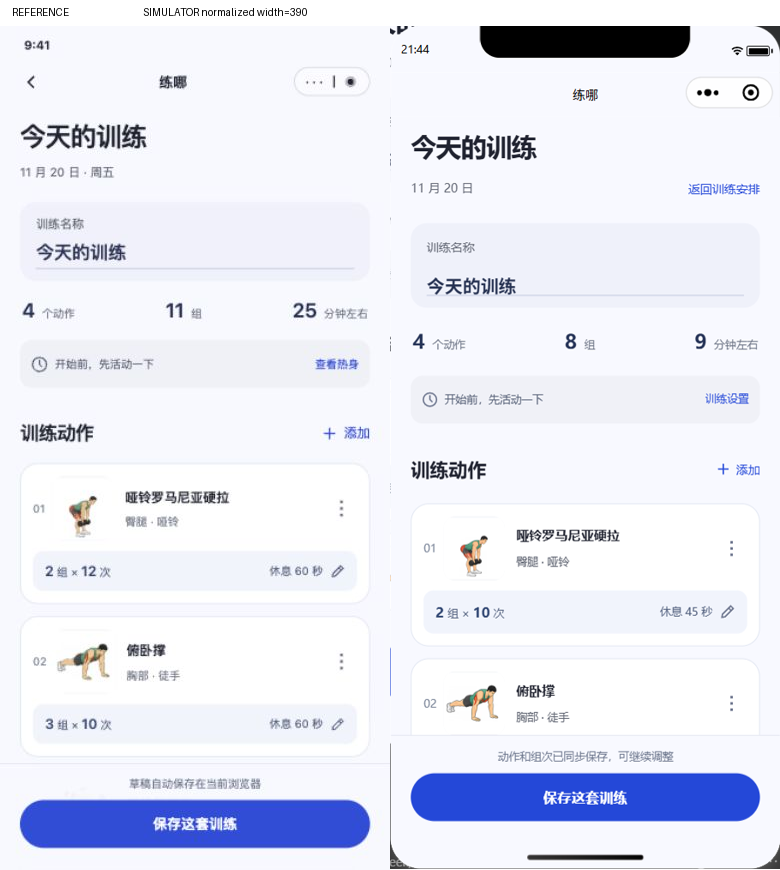 REFERENCE
SIMULATOR normalized width=390
9:41
练哪
今天的训练
11 月 20 日 · 周五
训练名称
今天的训练
4 个动作
11 组
25 分钟左右
开始前，先活动一下
查看热身
训练动作
+ 添加
01
哑铃罗马尼亚硬拉
臀腿 · 哑铃
2 组 × 12 次
休息 60 秒
02
俯卧撑
胸部 · 徒手
3 组 × 10 次
休息 60 秒
草稿自动保存在当前浏览器
保存这套训练
21:44
练哪
今天的训练
11 月 20 日
返回训练安排
训练名称
今天的训练
4 个动作
8 组
9 分钟左右
开始前，先活动一下
训练设置
训练动作
+ 添加
01
哑铃罗马尼亚硬拉
臀腿 · 哑铃
2 组 × 10 次
休息 45 秒
02
俯卧撑
胸部 · 徒手
动作和组次已同步保存，可继续调整
保存这套训练